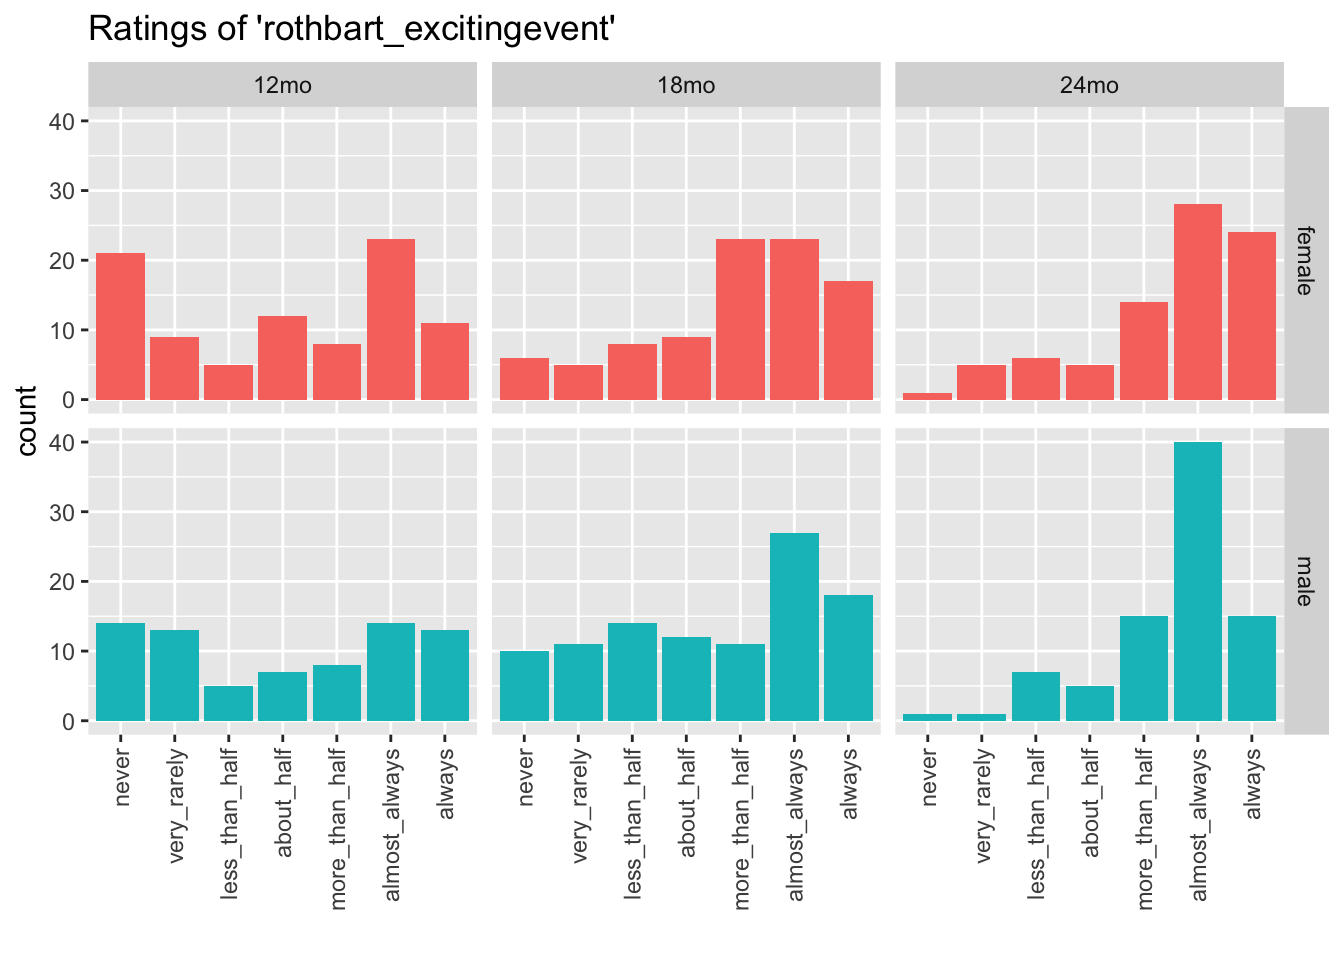 Ratings of 'rothbart_excitingevent'
12mo 18mo 24mo
count
40
30
20
10
0
female
40
30
20
10
0
male
never very_rarely less_than_half about_half more_than_half almost_always always never very_rarely less_than_half about_half more_than_half almost_always always never very_rarely less_than_half about_half more_than_half almost_always always